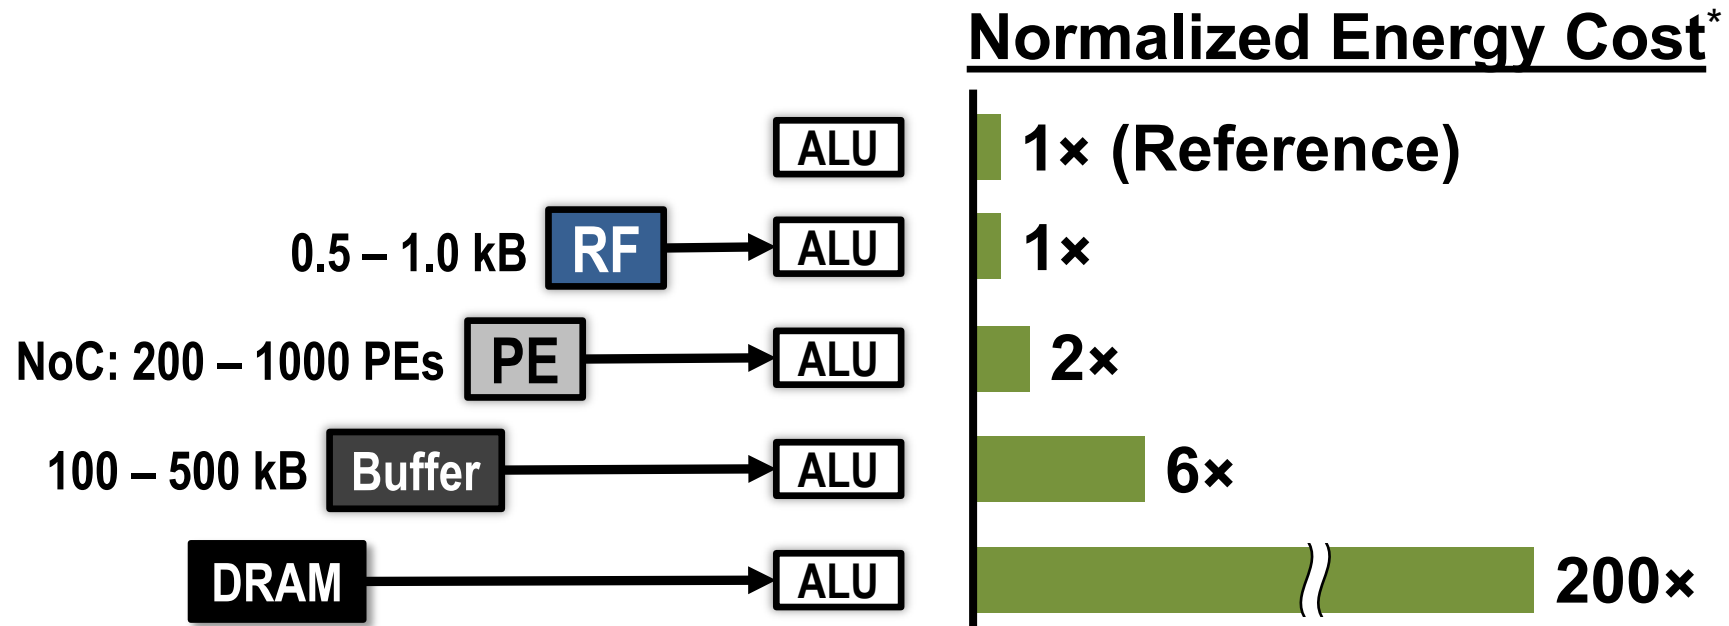 Normalized Energy Cost*
ALU 1× (Reference)
0.5 – 1.0 kB RF ALU 1×
NoC: 200 – 1000 PEs PE ALU 2×
100 – 500 kB Buffer ALU 6×
DRAM ALU 200×